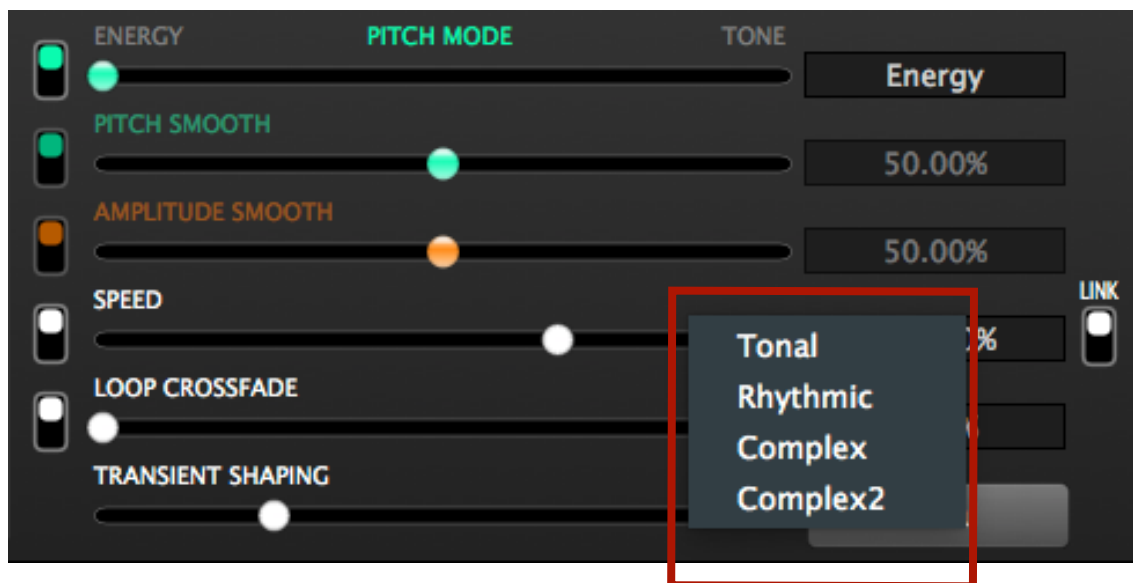 ENERGY PITCH MODE TONE
Energy
PITCH SMOOTH
50.00%
AMPLITUDE SMOOTH
50.00%
SPEED
LINK
%
LOOP CROSSFADE
TRANSIENT SHAPING
Tonal
Rhythmic
Complex
Complex2